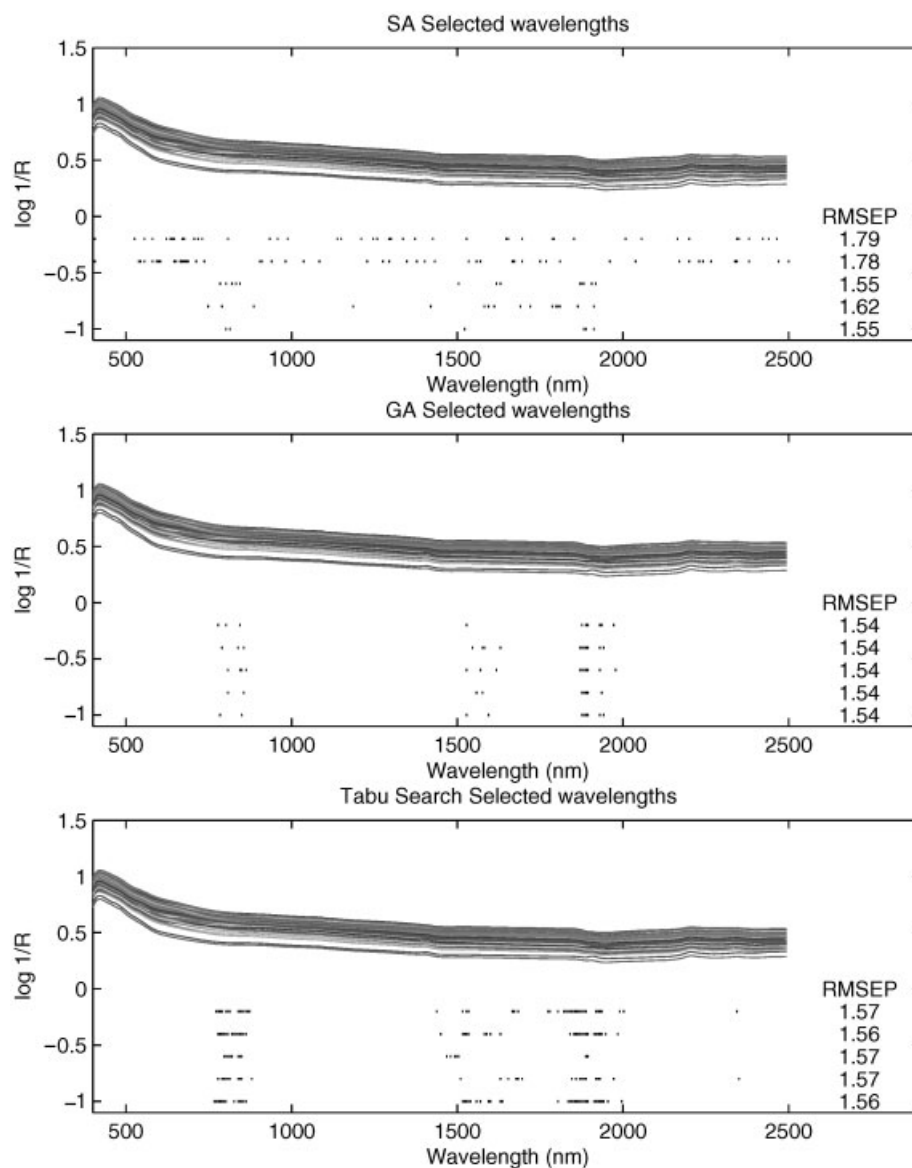 SA Selected wavelengths
1.5
1
0.5
0
−0.5
−1
log 1/R
RMSEP
1.79
1.78
1.55
1.62
1.55
500 1000 1500 2000 2500
Wavelength (nm)
GA Selected wavelengths
1.5
1
0.5
0
−0.5
−1
log 1/R
RMSEP
1.54
1.54
1.54
1.54
1.54
500 1000 1500 2000 2500
Wavelength (nm)
Tabu Search Selected wavelengths
1.5
1
0.5
0
−0.5
−1
log 1/R
RMSEP
1.57
1.56
1.57
1.57
1.56
500 1000 1500 2000 2500
Wavelength (nm)